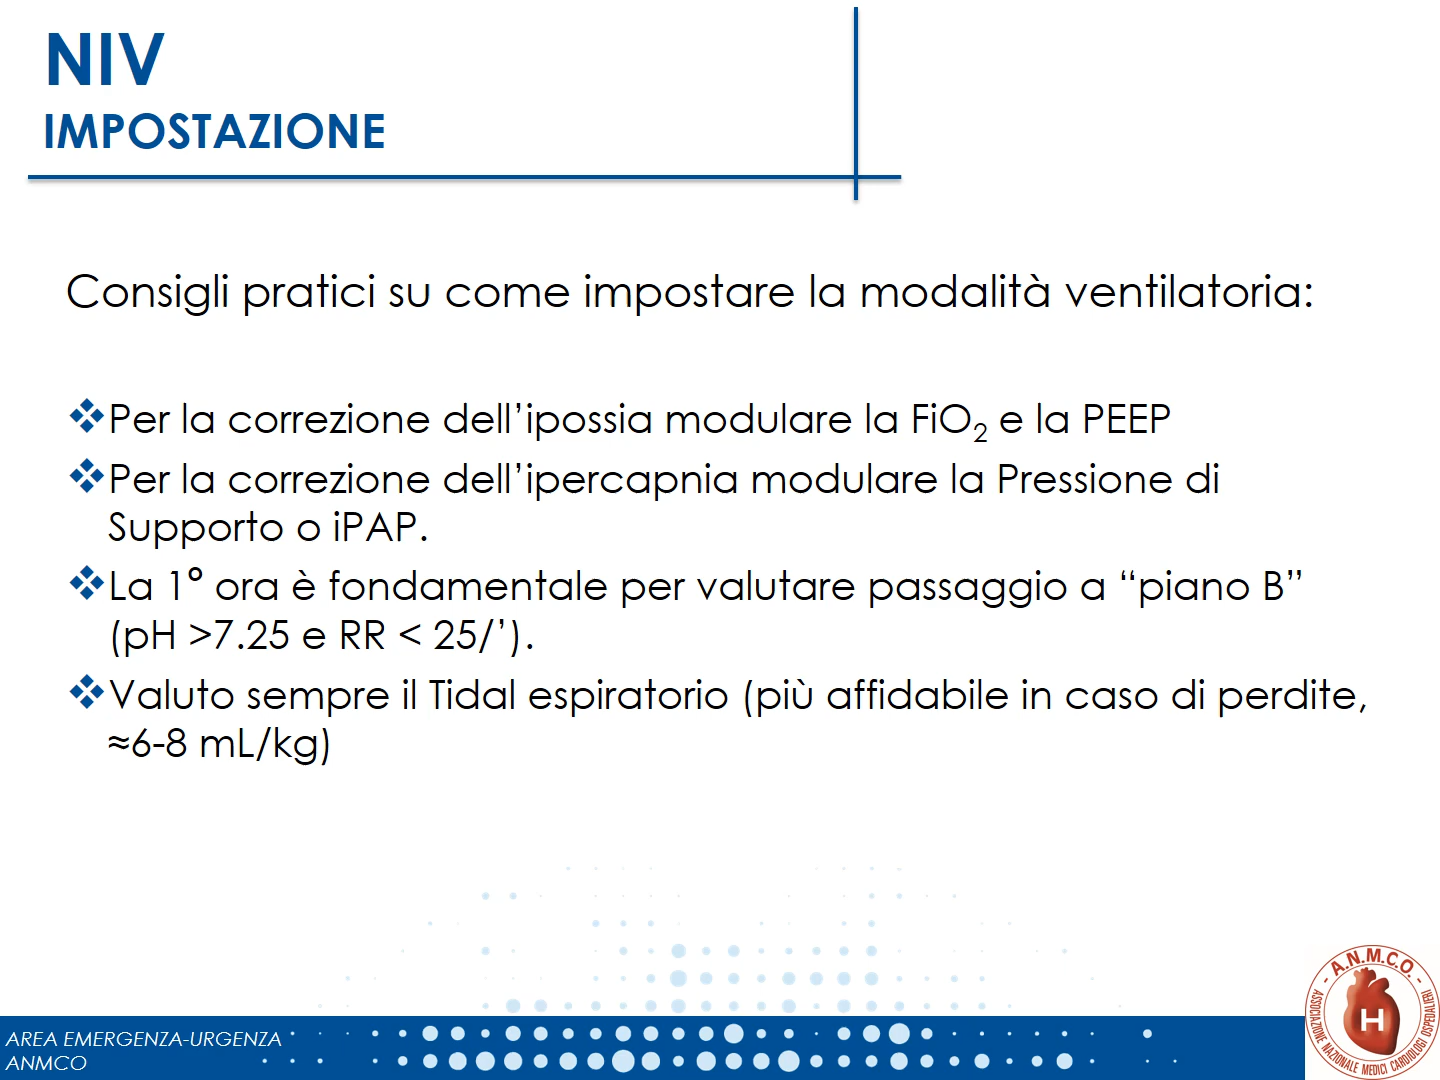 NIV
IMPOSTAZIONE
Consigli pratici su come impostare la modalità ventilatoria:
❖Per la correzione dell’ipossia modulare la FiO₂ e la PEEP
❖Per la correzione dell’ipercapnia modulare la Pressione di
Supporto o iPAP.
❖La 1° ora è fondamentale per valutare passaggio a “piano B”
(pH >7.25 e RR < 25/’).
❖Valuto sempre il Tidal espiratorio (più affidabile in caso di perdite,
≈6-8 mL/kg)
AREA EMERGENZA-URGENZA
ANMCO
- A.N.M.C.O. -
ASSOCIAZIONE NAZIONALE MEDICI CARDIOLOGI OSPEDALIERI
H